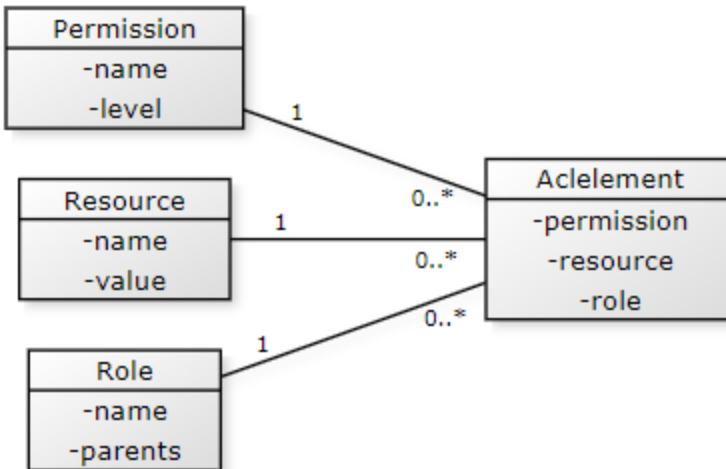 Permission
-name
-level
1
0..*
Resource
-name
-value
1
0..*
Aclelement
-permission
-resource
-role
Role
-name
-parents
1
0..*